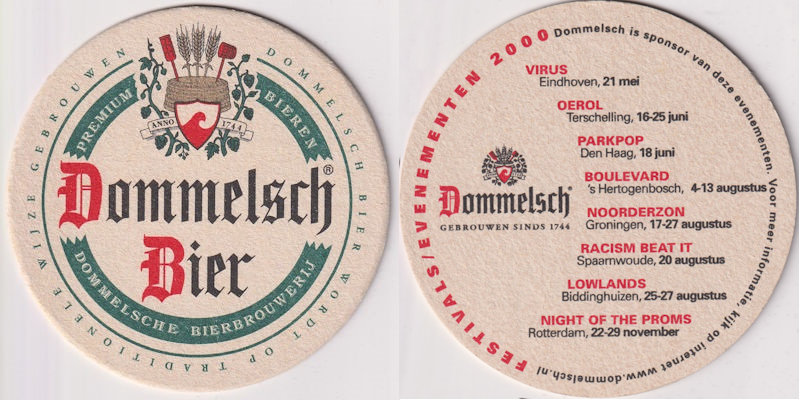 DOMMELSCH BIER WORDT OP TRADITIONELE WIJZE GEBROUWEN
PREMIUM BIEREN
ANNO 1744
Dommelsch®
Bier
DOMMELSCHE BIERBROUWERIJ
FESTIVALS/EVENEMENTEN 2000
Dommelsch is sponsor van deze evenementen. Voor meer informatie, kijk op internet www.dommelsch.nl
VIRUS
Eindhoven, 21 mei
OEROL
Terschelling, 16-25 juni
PARKPOP
Den Haag, 18 juni
BOULEVARD
's Hertogenbosch, 4-13 augustus
NOORDERZON
Groningen, 17-27 augustus
RACISM BEAT IT
Spaarnwoude, 20 augustus
LOWLANDS
Biddinghuizen, 25-27 augustus
NIGHT OF THE PROMS
Rotterdam, 22-29 november
Dommelsch®
GEBROUWEN SINDS 1744